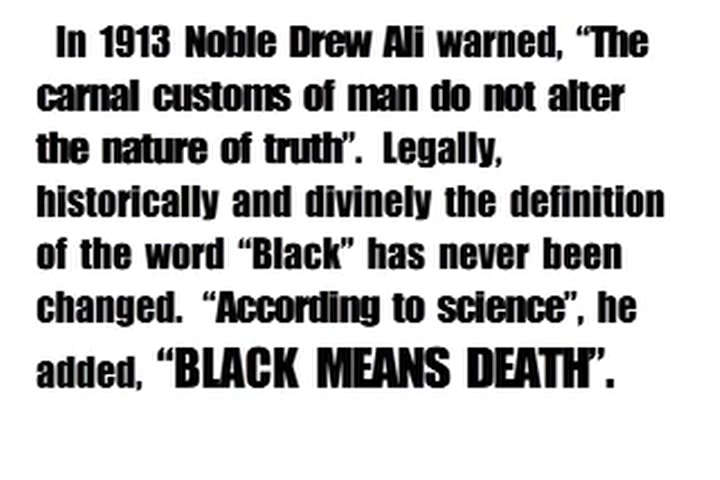 In 1913 Noble Drew Ali warned, “The
carnal customs of man do not alter
the nature of truth”. Legally,
historically and divinely the definition
of the word “Black” has never been
changed. “According to science”, he
added, “BLACK MEANS DEATH”.